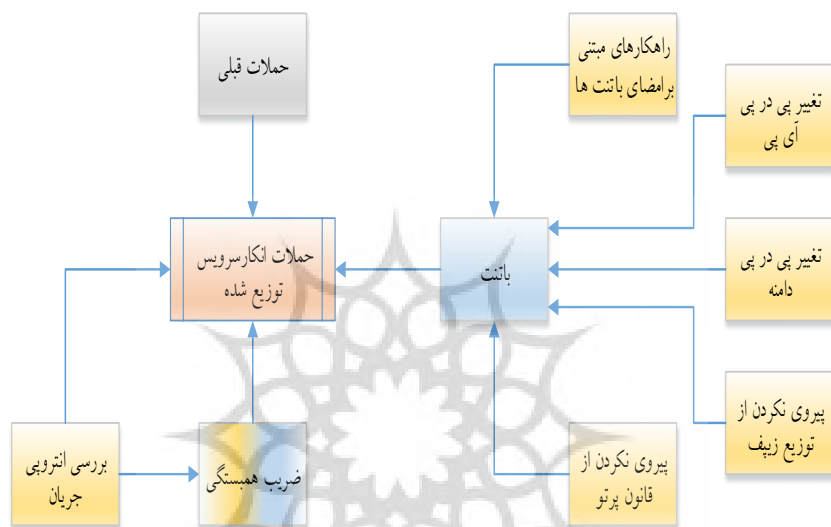 راهکارهای مبتنی
برامضای باتنت ها
حملات قبلی
تغییر پی در پی
آی پی
تغییر پی در پی
دامنه
باتنت
حملات انکارسرویس
توزیع شده
پیروی نکردن از
توزیع زیپف
پیروی نکردن از
قانون پرتو
ضریب همبستگی
بررسی انتروپی
جریان